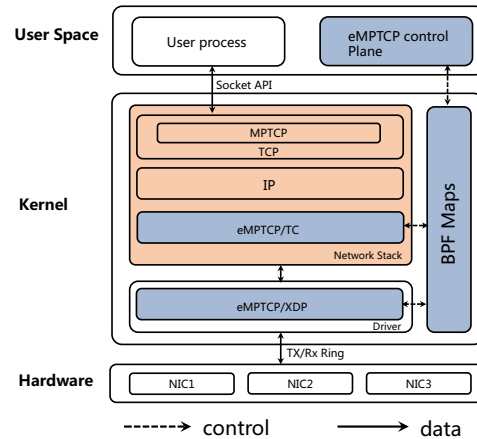 User Space
User process
eMPTCP control
Plane
Socket API
Kernel
MPTCP
TCP
IP
eMPTCP/TC
Network Stack
BPF Maps
eMPTCP/XDP
Driver
TX/Rx Ring
Hardware
NIC1
NIC2
NIC3
control
data